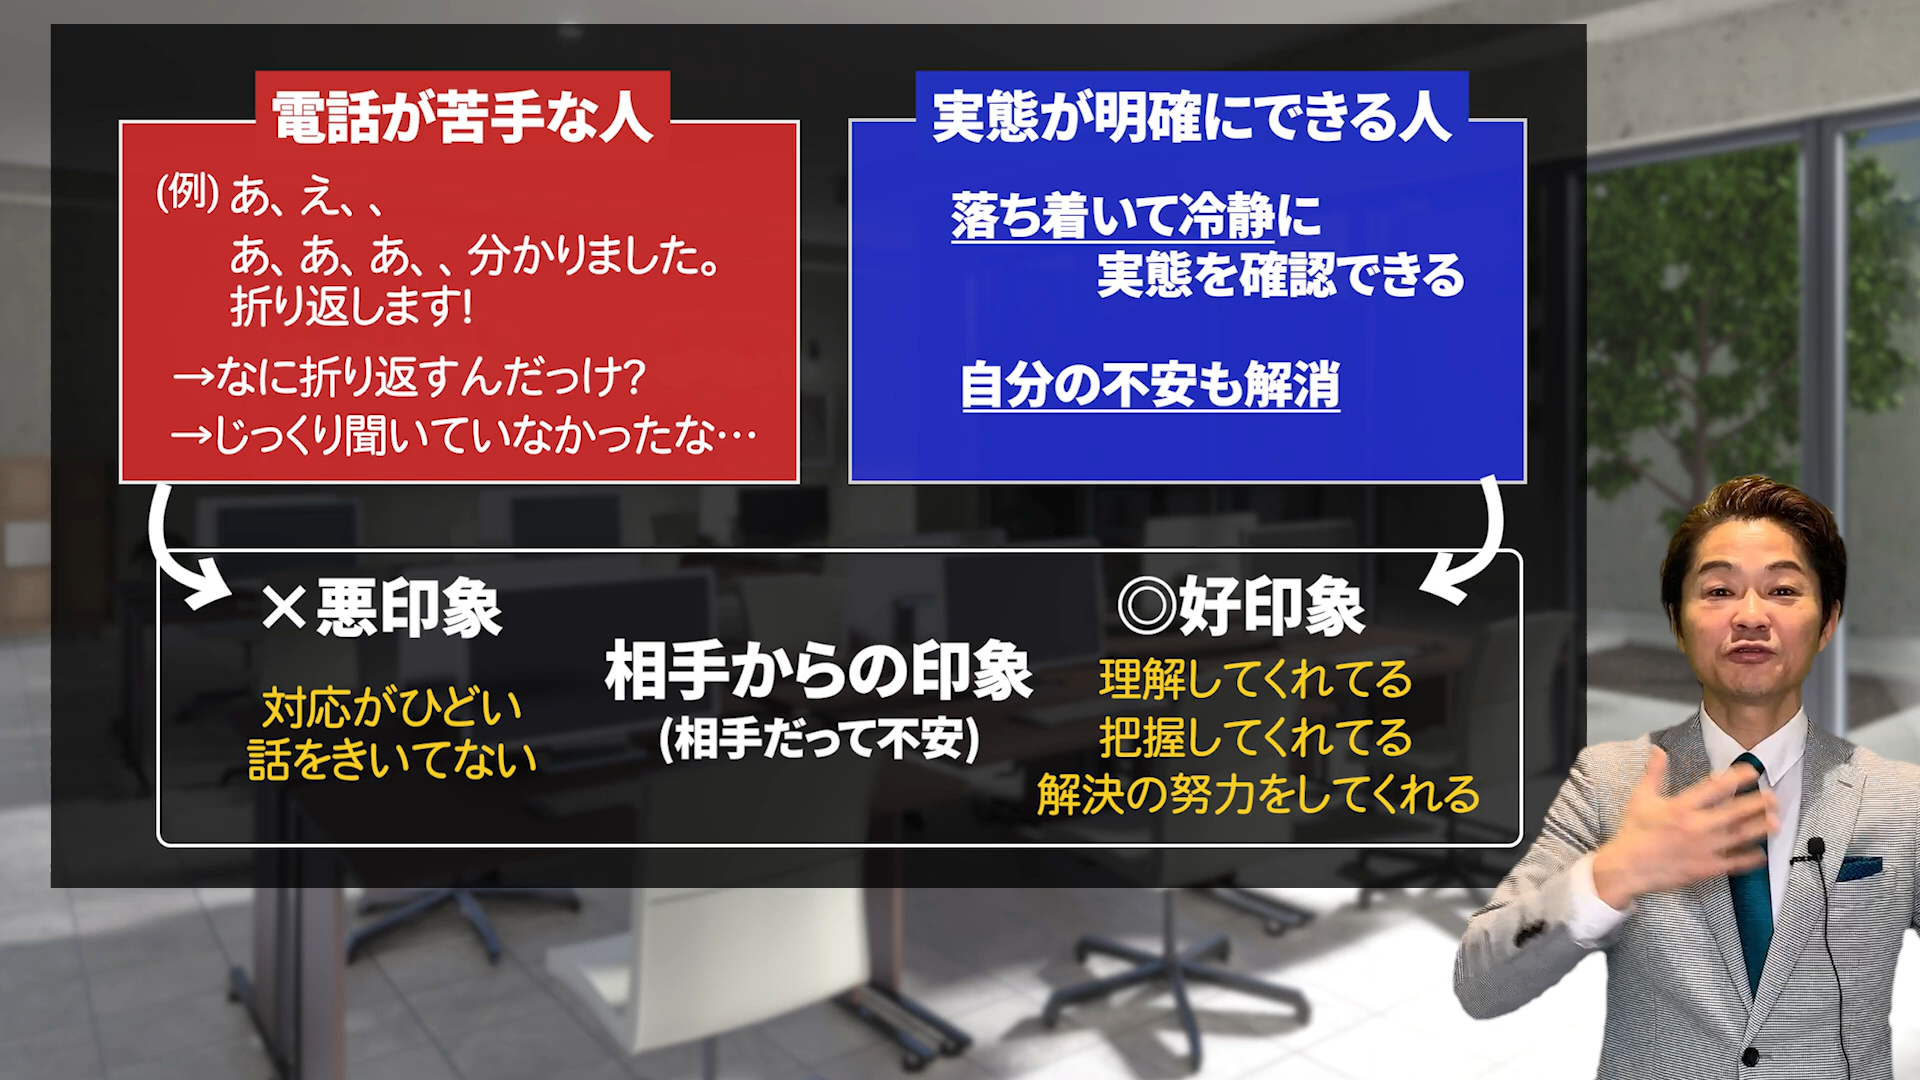 電話が苦手な人
(例) あ、え、、
あ、あ、あ、、分かりました。
折り返します!
→なに折り返すんだっけ?
→じっくり聞いていなかったな…
実態が明確にできる人
落ち着いて冷静に
実態を確認できる
自分の不安も解消
×悪印象
対応がひどい
話をきいてない
相手からの印象
(相手だって不安)
◎好印象
理解してくれてる
把握してくれてる
解決の努力をしてくれる